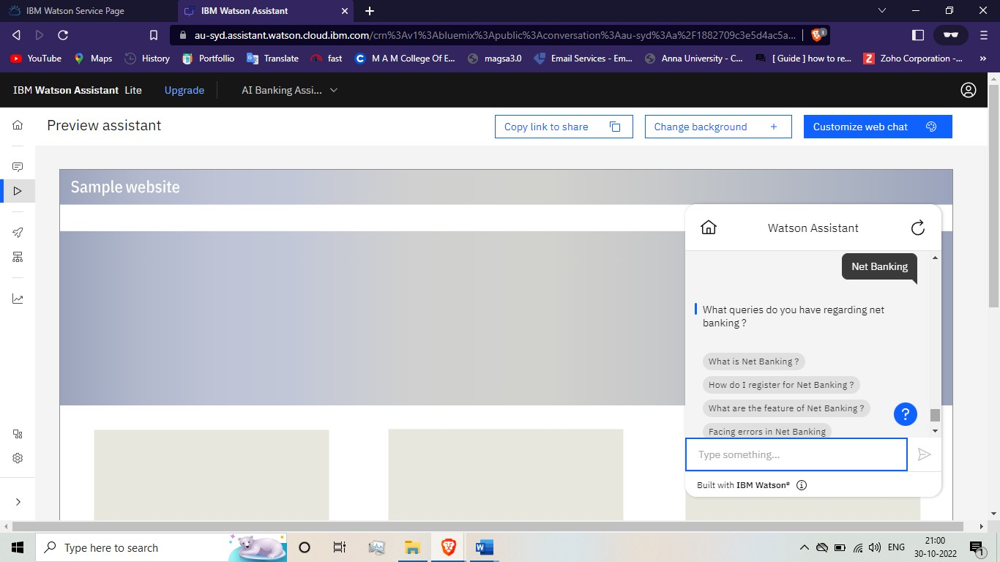 IBM Watson Service Page
IBM Watson Assistant
au-syd.assistant.watson.cloud.ibm.com/crn%3Av1%3Abluemix%3Apublic%3Aconversation%3Aau-syd%3Aa%2F1882709c3e5d4ac5a...
3
YouTube
Maps
History
Portfollio
Translate
fast
M A M College Of E...
magsa3.0
Email Services - Em...
Anna University - C...
[ Guide ] how to re...
Zoho Corporation -...
IBM Watson Assistant Lite
Upgrade
AI Banking Assi...
Preview assistant
Copy link to share
Change background
Customize web chat
Sample website
Watson Assistant
Net Banking
What queries do you have regarding net
banking ?
What is Net Banking ?
How do I register for Net Banking ?
What are the feature of Net Banking ?
Facing errors in Net Banking
?
Type something...
Built with IBM Watson®
Type here to search
ENG
21:00
30-10-2022
1